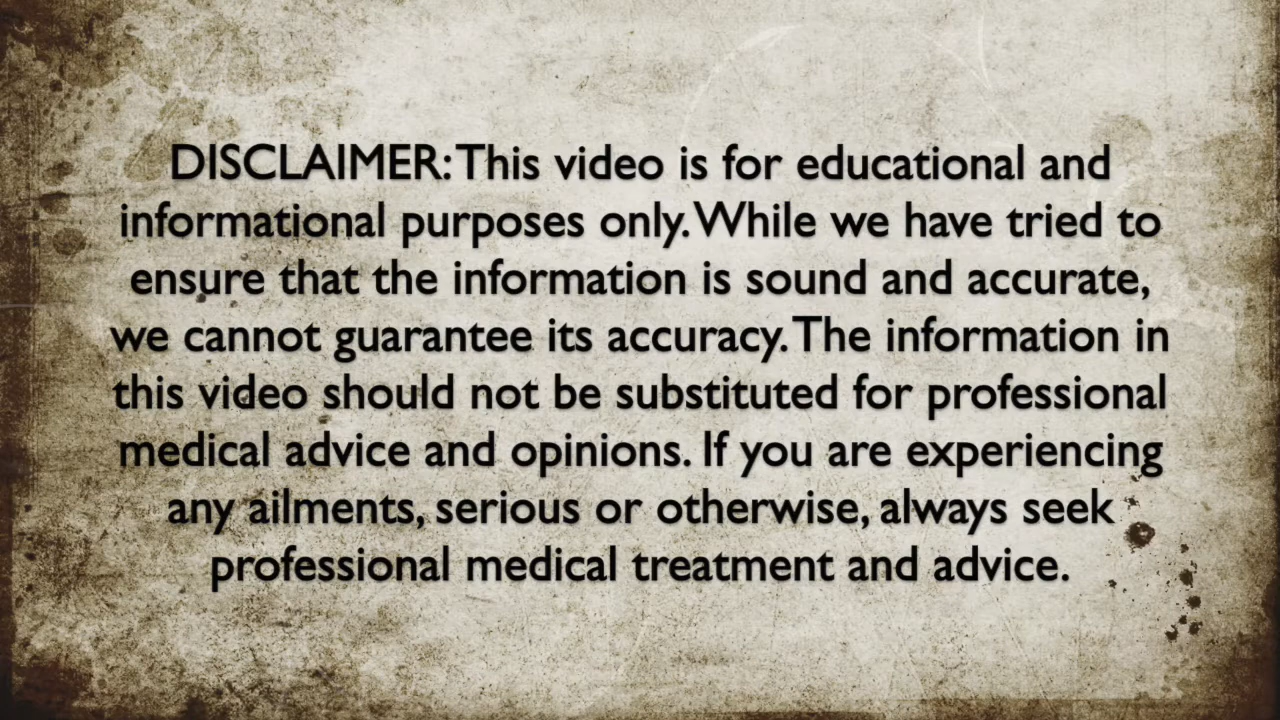 DISCLAIMER: This video is for educational and
informational purposes only. While we have tried to
ensure that the information is sound and accurate,
we cannot guarantee its accuracy. The information in
this video should not be substituted for professional
medical advice and opinions. If you are experiencing
any ailments, serious or otherwise, always seek
professional medical treatment and advice.